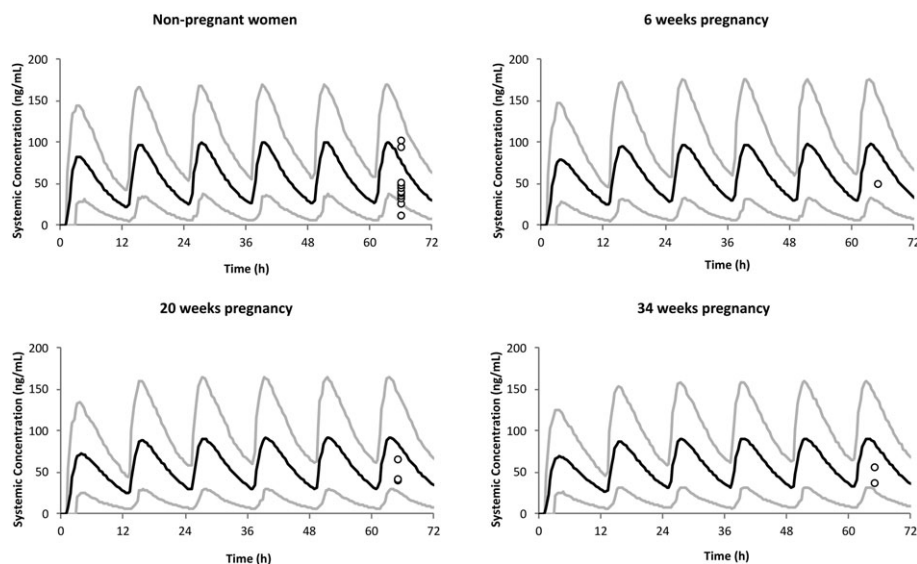 Non-pregnant women
Systemic Concentration (ng/mL)
200
150
100
50
0
0 12 24 36 48 60 72
Time (h)
6 weeks pregnancy
Systemic Concentration (ng/mL)
200
150
100
50
0
0 12 24 36 48 60 72
Time (h)
20 weeks pregnancy
Systemic Concentration (ng/mL)
200
150
100
50
0
0 12 24 36 48 60 72
Time (h)
34 weeks pregnancy
Systemic Concentration (ng/mL)
200
150
100
50
0
0 12 24 36 48 60 72
Time (h)